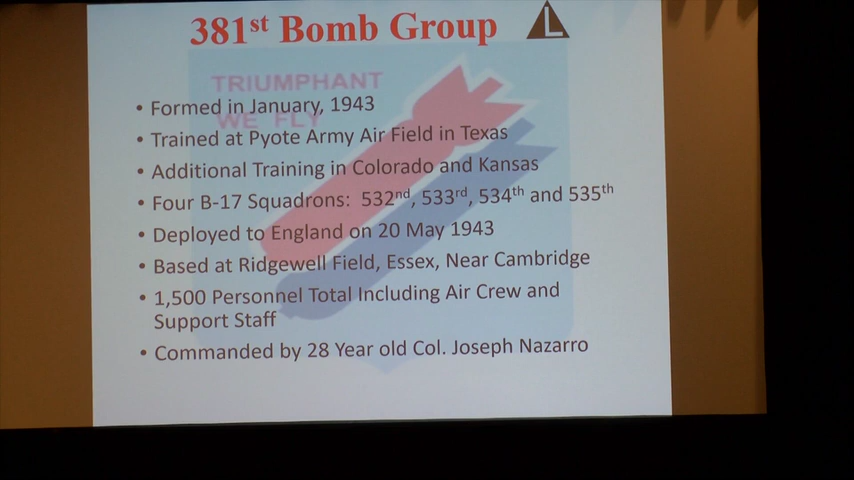 381st Bomb Group
L
TRIUMPHANT
WE FLY
• Formed in January, 1943
• Trained at Pyote Army Air Field in Texas
• Additional Training in Colorado and Kansas
• Four B-17 Squadrons: 532nd, 533rd, 534th and 535th
• Deployed to England on 20 May 1943
• Based at Ridgewell Field, Essex, Near Cambridge
• 1,500 Personnel Total Including Air Crew and
Support Staff
• Commanded by 28 Year old Col. Joseph Nazarro